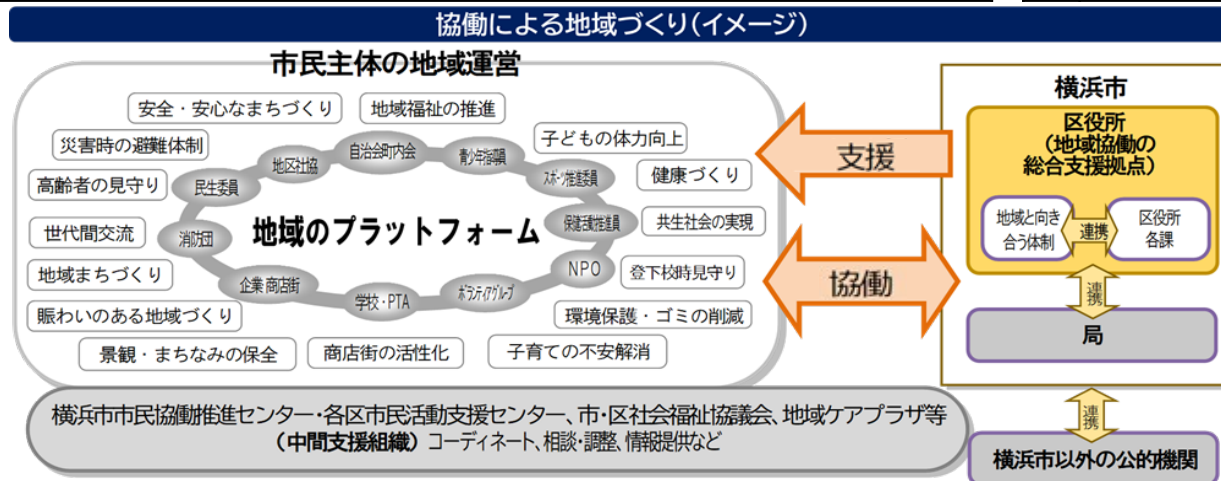 協働による地域づくり(イメージ)
市民主体の地域運営
安全・安心なまちづくり
地域福祉の推進
災害時の避難体制
子どもの体力向上
高齢者の見守り
健康づくり
世代間交流
共生社会の実現
地域まちづくり
登下校時見守り
賑わいのある地域づくり
環境保護・ゴミの削減
景観・まちなみの保全
商店街の活性化
子育ての不安解消
地区社協
自治会町内会
青少年指導員
スポーツ推進委員
民生委員
保健活動推進員
消防団
地域のプラットフォーム
企業 商店街
学校・PTA
ボランティアグループ
NPO
支援
協働
横浜市
区役所
(地域協働の
総合支援拠点)
地域と向き
合う体制
連携
区役所
各課
連携
局
連携
横浜市以外の公的機関
横浜市市民協働推進センター・各区市民活動支援センター、市・区社会福祉協議会、地域ケアプラザ等
(中間支援組織) コーディネート、相談・調整、情報提供など